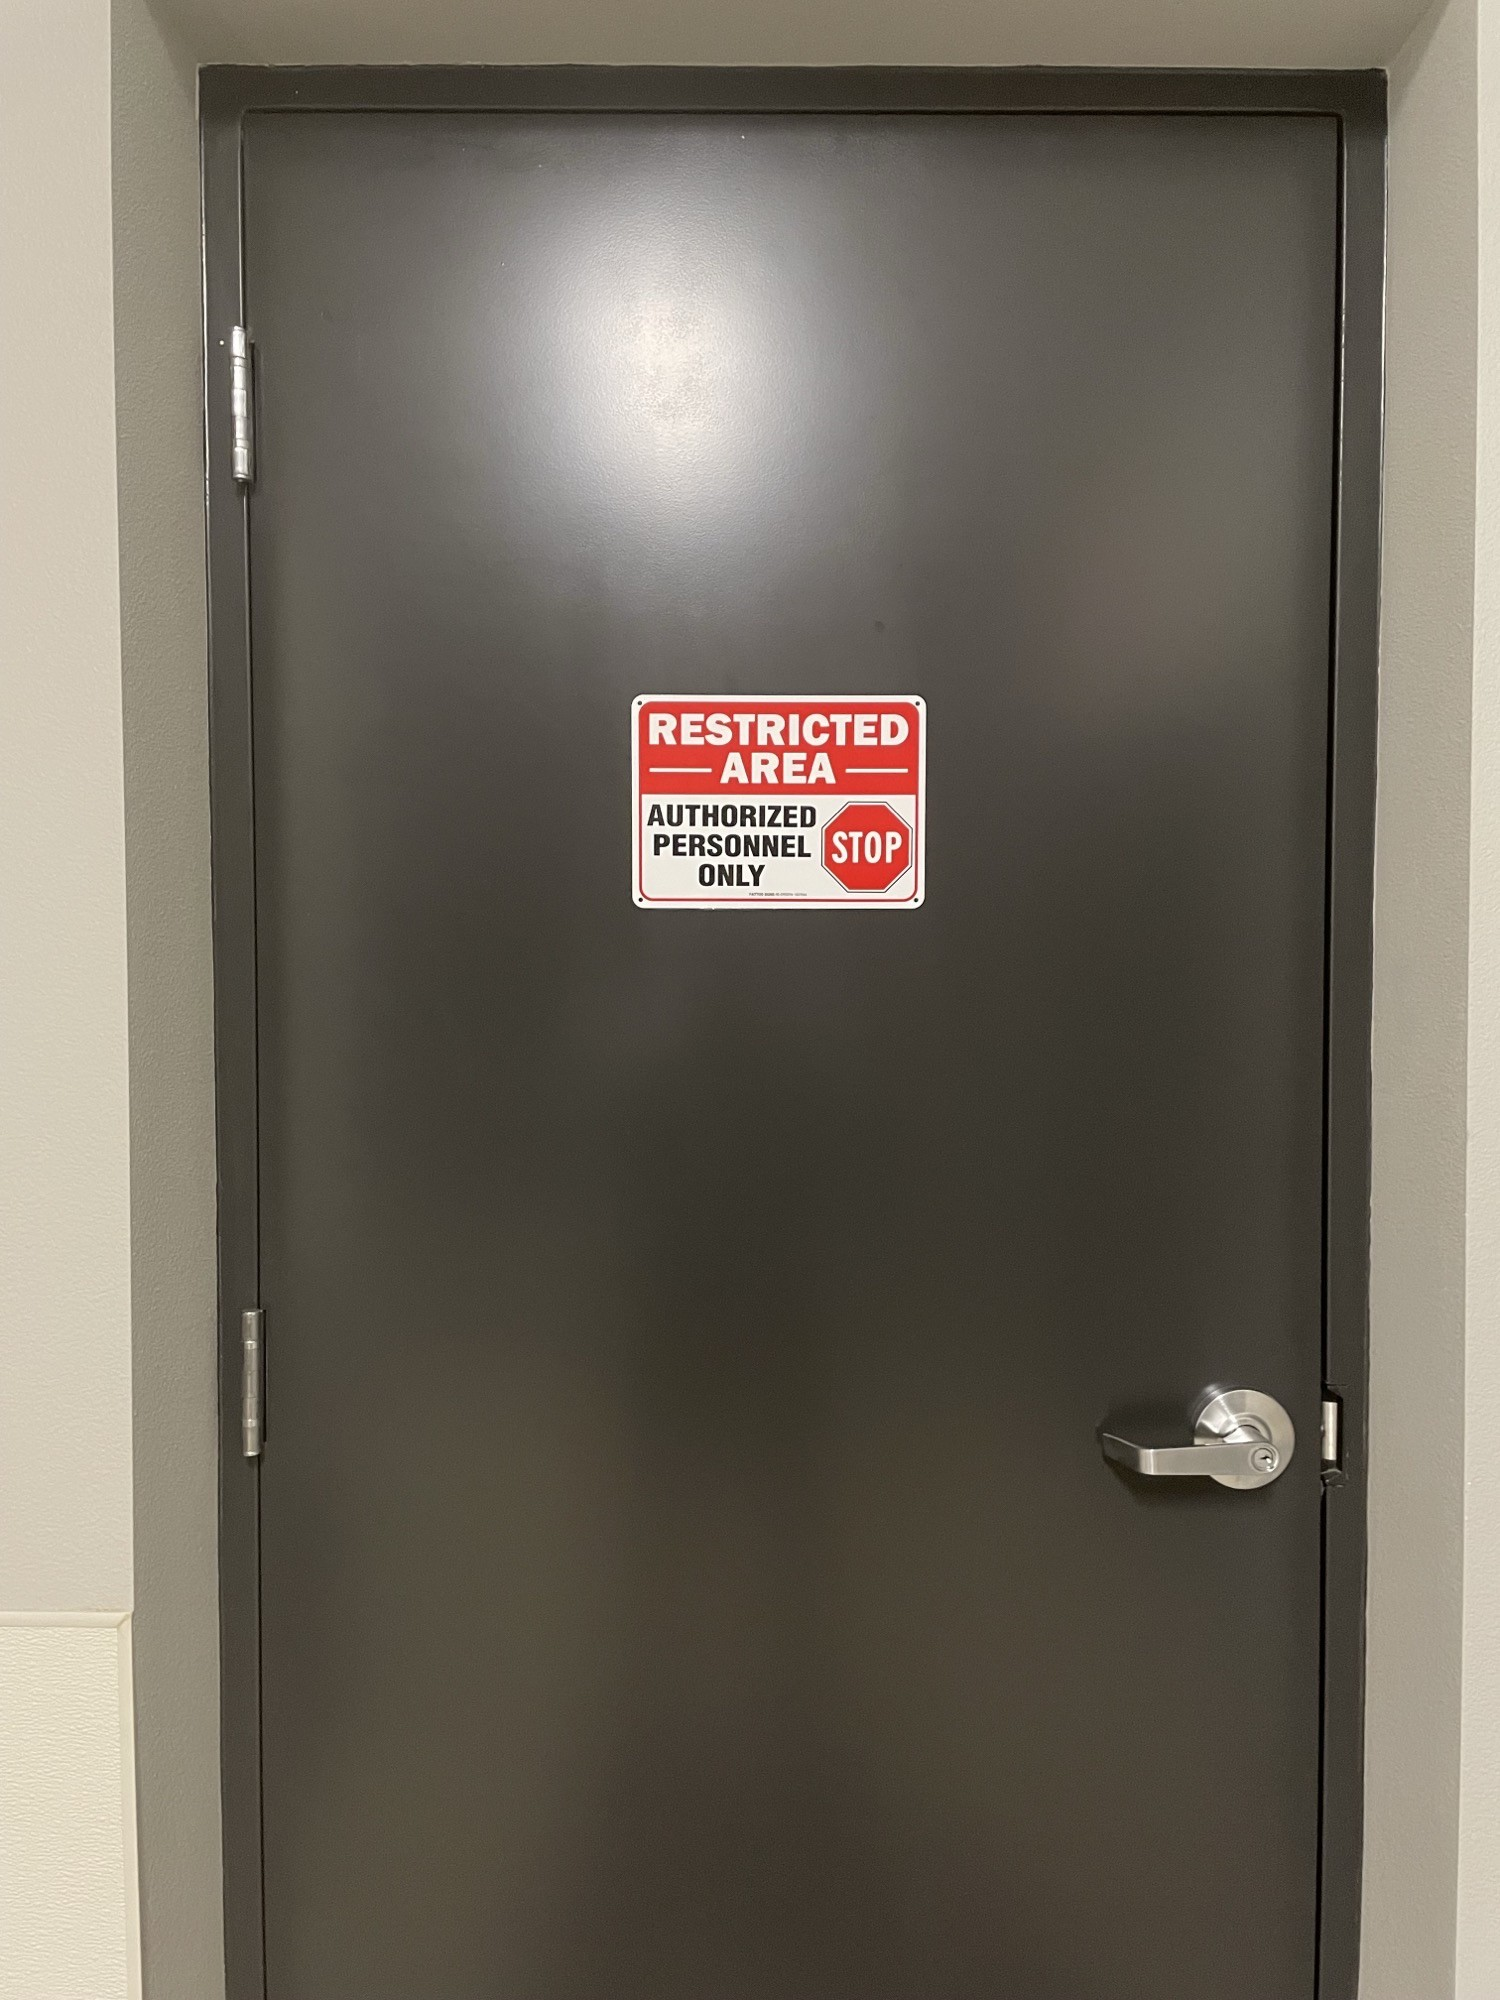 RESTRICTED
AREA
AUTHORIZED
PERSONNEL
ONLY
STOP